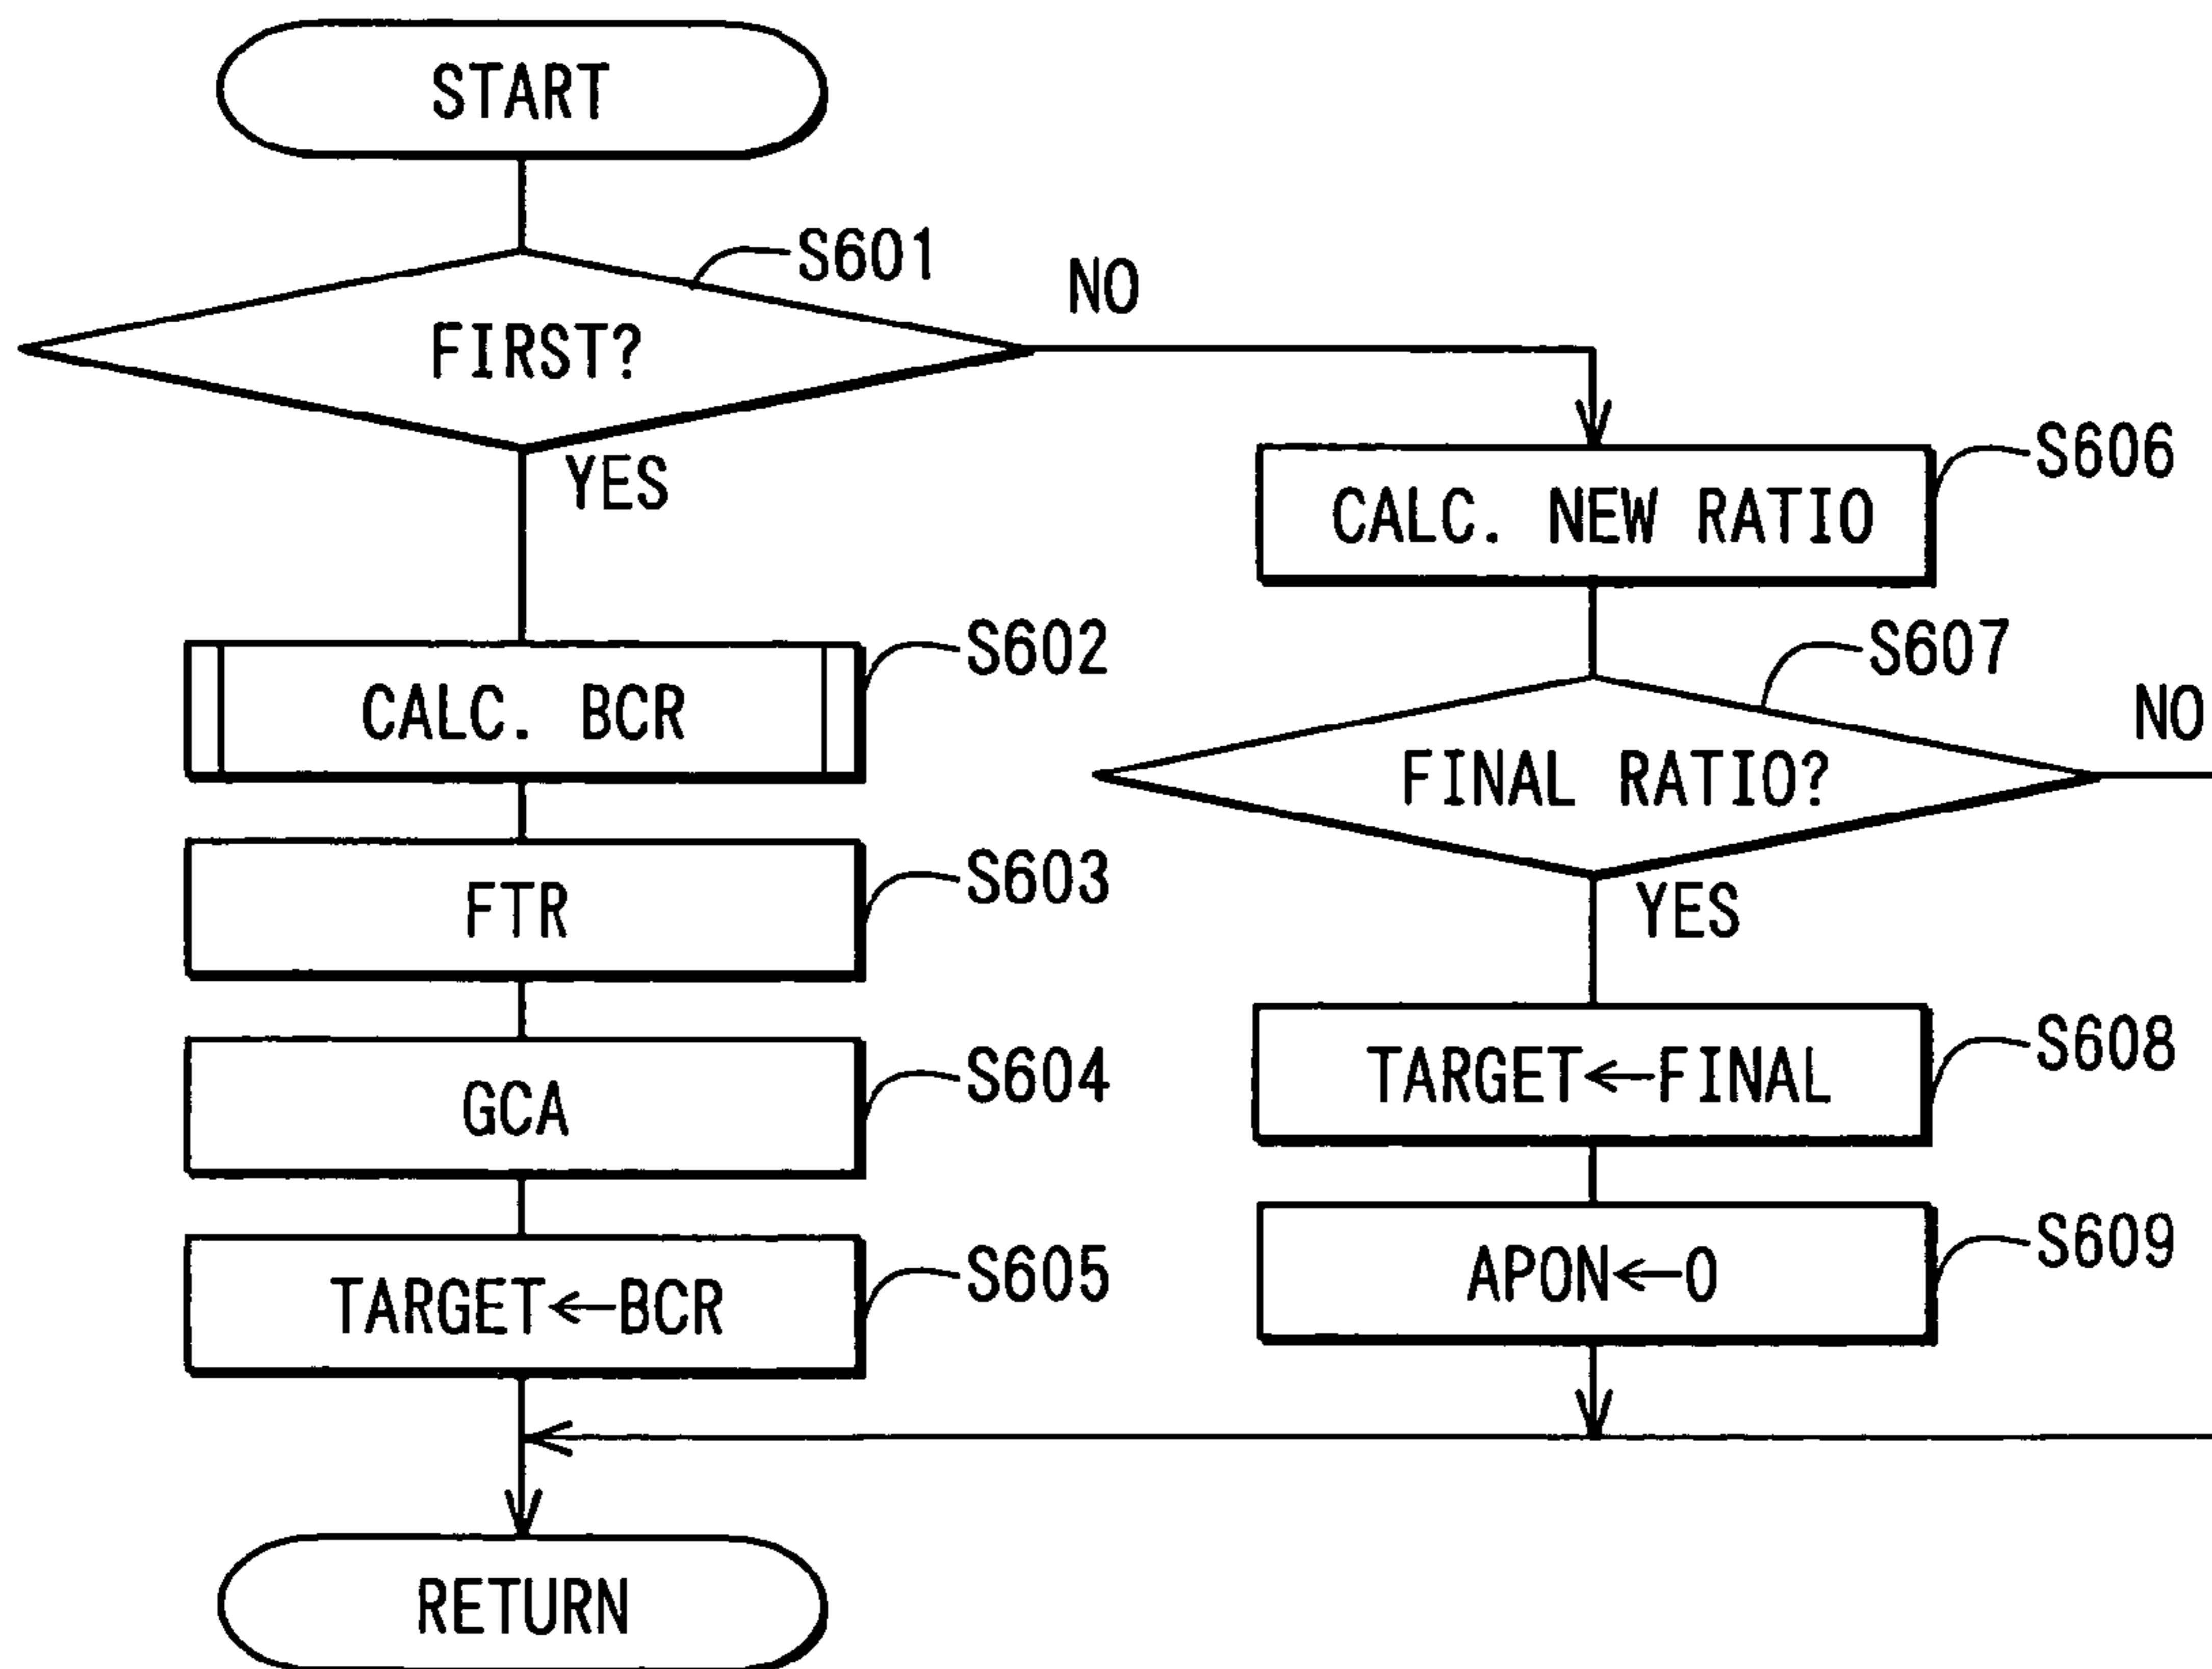 START
S601
FIRST?
NO
YES
S602
CALC. BCR
S603
FTR
S604
GCA
S605
TARGET←BCR
S606
CALC. NEW RATIO
S607
FINAL RATIO?
NO
YES
S608
TARGET←FINAL
S609
APON←0
RETURN